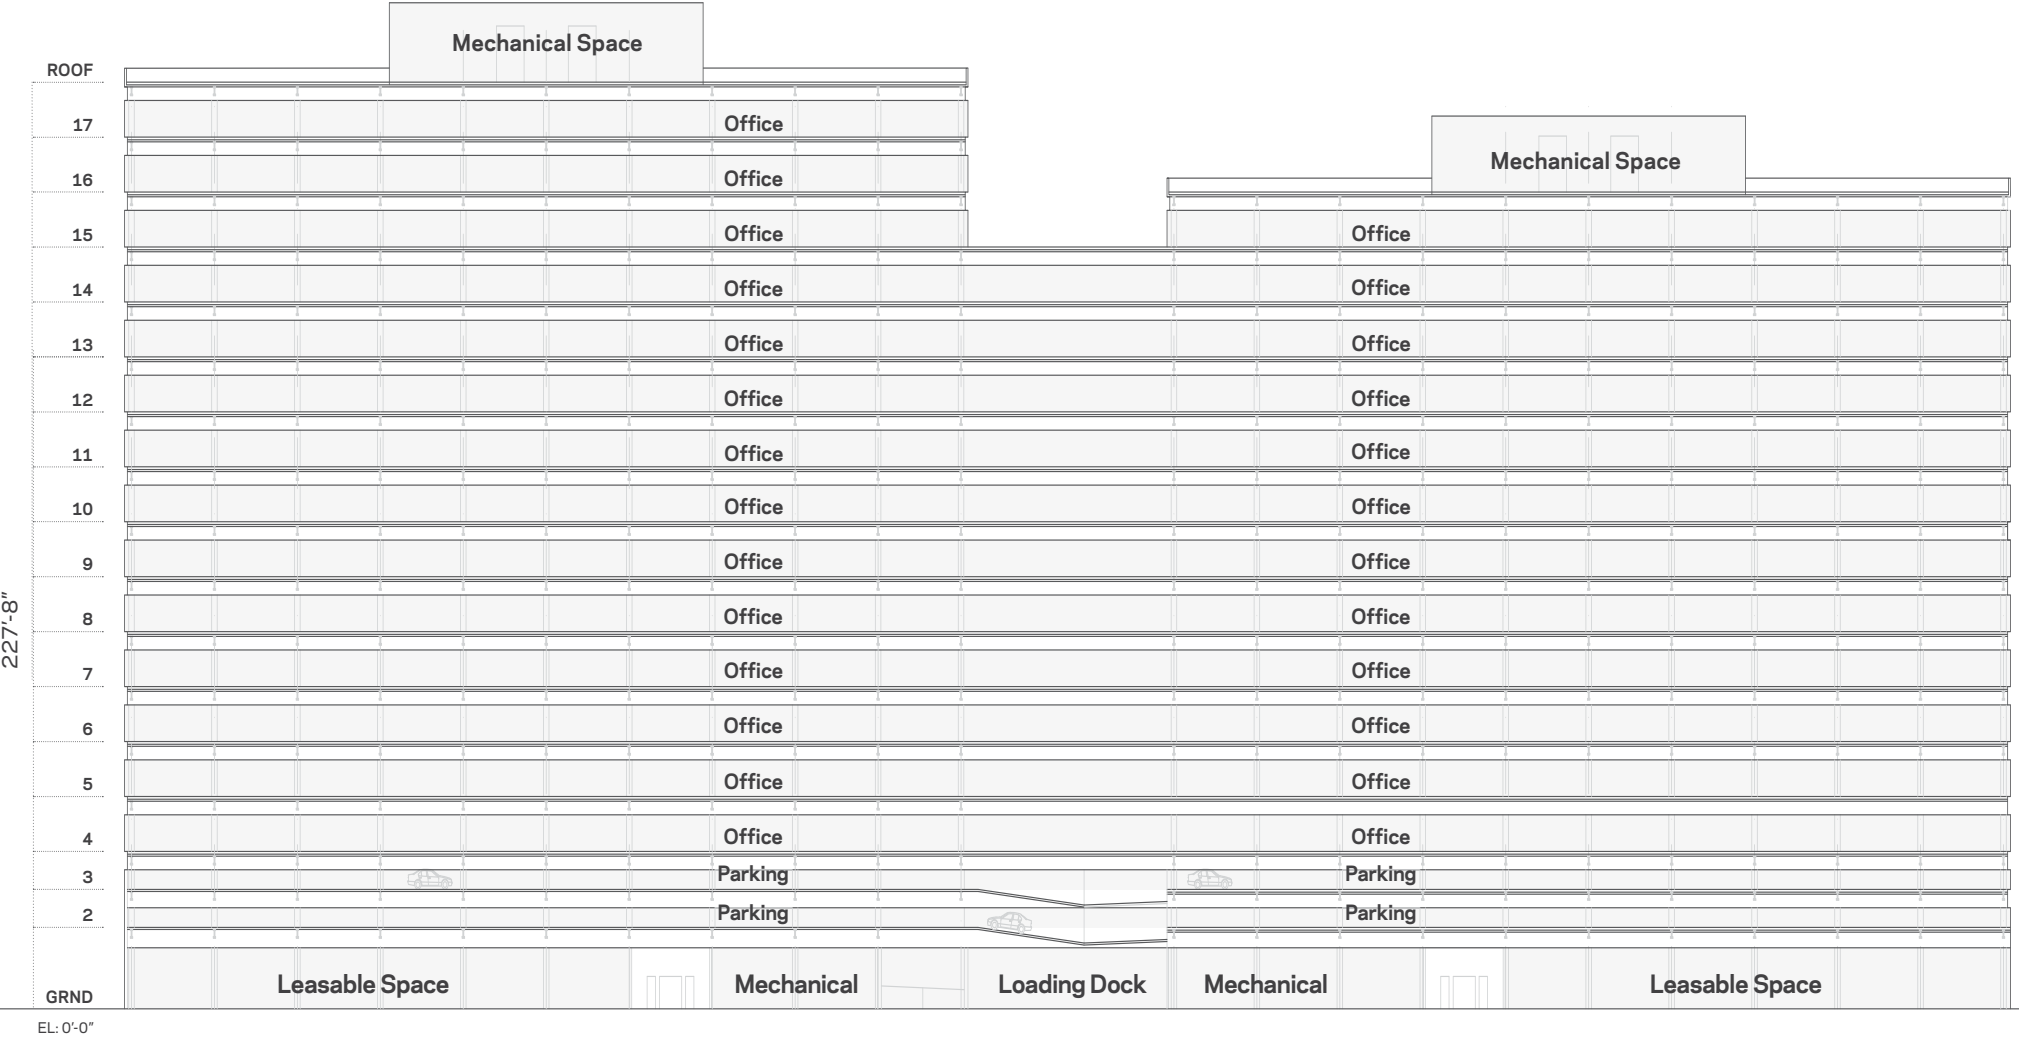 Mechanical Space
ROOF
17 Office
Mechanical Space
16 Office
15 Office Office
14 Office Office
13 Office Office
12 Office Office
11 Office Office
10 Office Office
9 Office Office
8 Office Office
227'-8"
7 Office Office
6 Office Office
5 Office Office
4 Office Office
3 Parking Parking
2 Parking Parking
Leasable Space Mechanical Loading Dock Mechanical Leasable Space
GRND
EL: 0'-0"